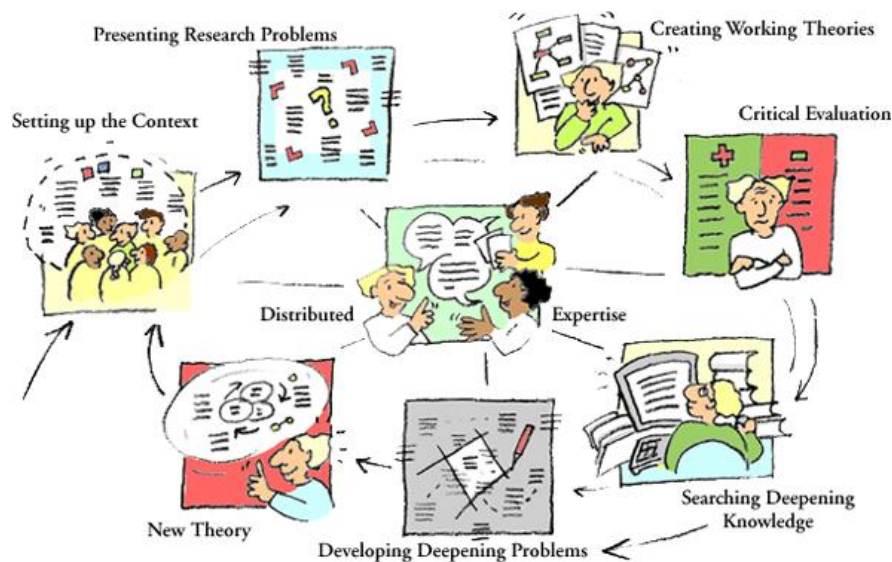 Presenting Research Problems
Creating Working Theories
Setting up the Context
Critical Evaluation
Distributed
Expertise
Searching Deepening
Knowledge
New Theory
Developing Deepening Problems